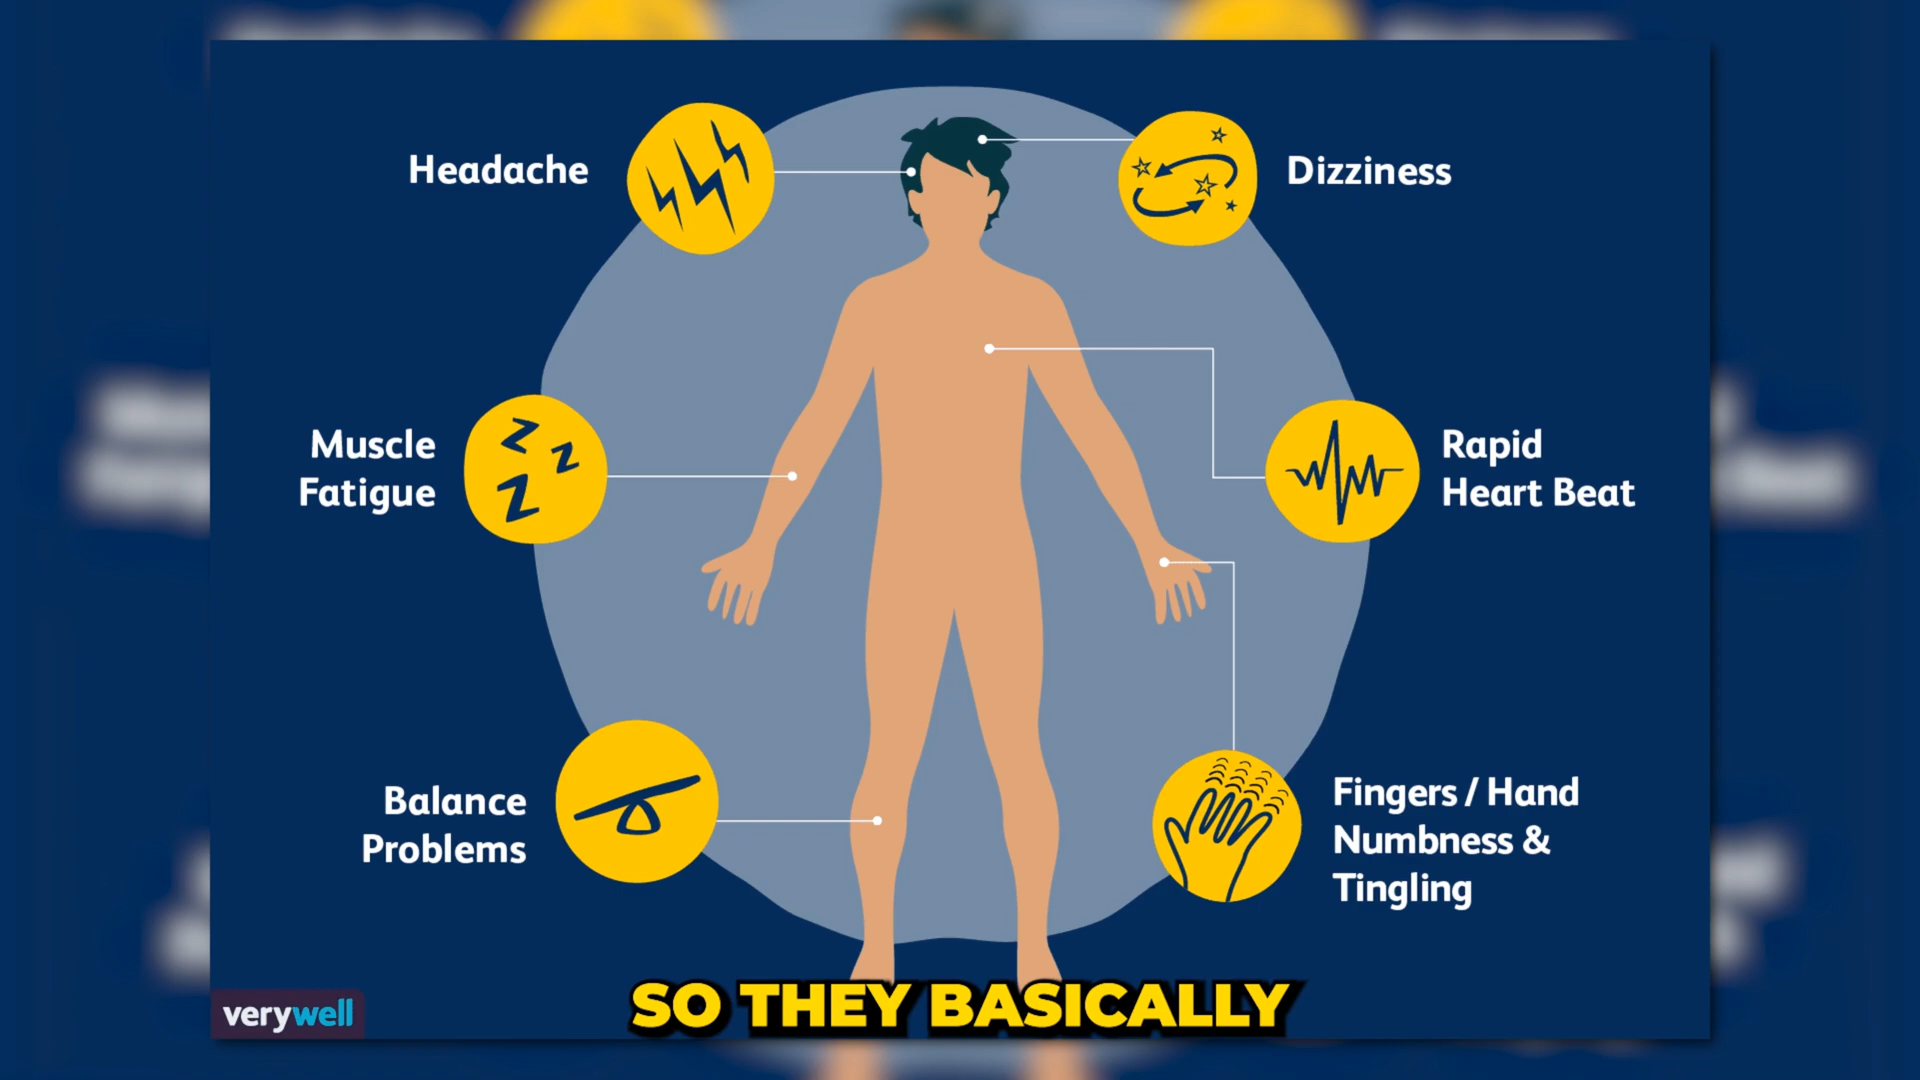 Headache
Dizziness
Muscle
Fatigue
Rapid
Heart Beat
Balance
Problems
Fingers / Hand
Numbness &
Tingling
verywell
SO THEY BASICALLY